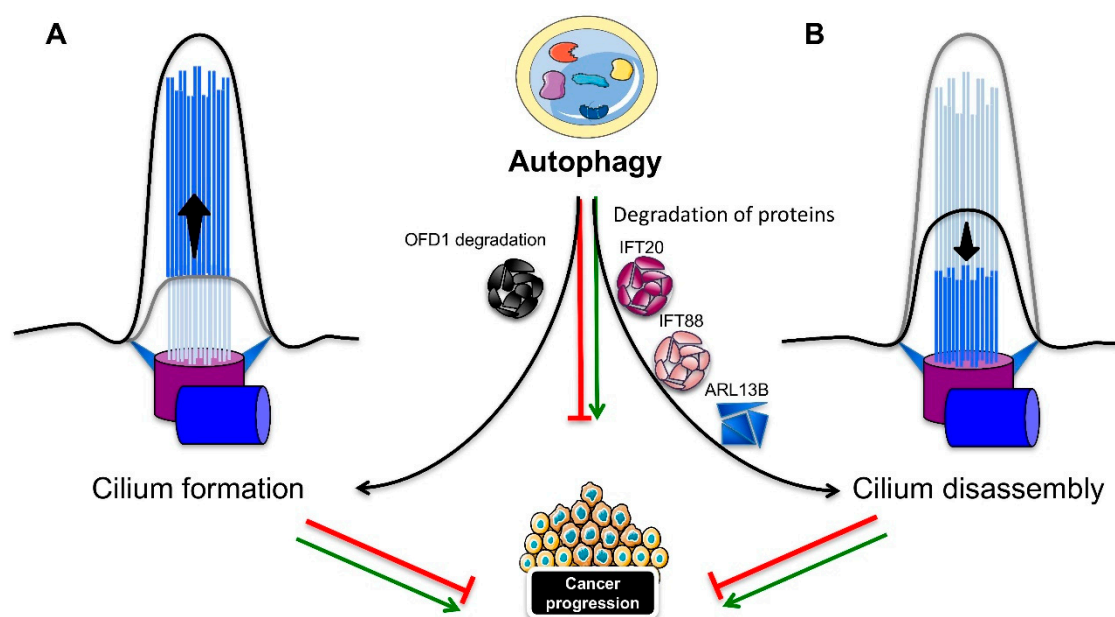 A
B
Autophagy
Degradation of proteins
OFD1 degradation
IFT20
IFT88
ARL13B
Cilium formation
Cilium disassembly
Cancer
progression